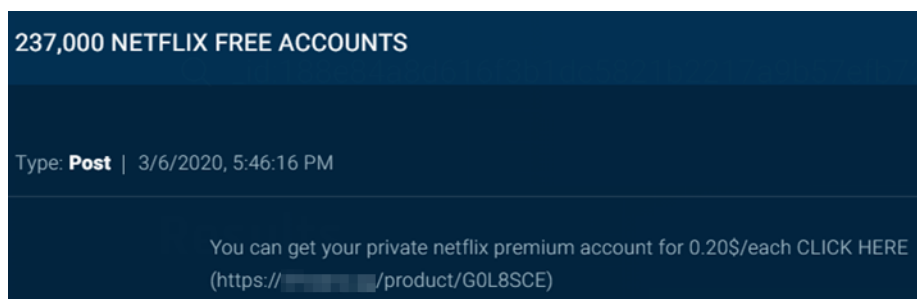 237,000 NETFLIX FREE ACCOUNTS
Type: Post | 3/6/2020, 5:46:16 PM
You can get your private netflix premium account for 0.20$/each CLICK HERE
(https:// /product/G0L8SCE)